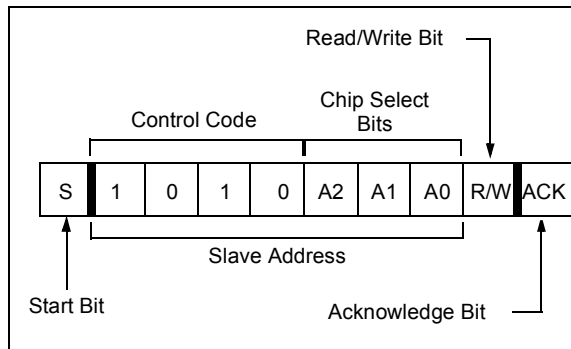 Read/Write Bit
Chip Select
Bits
Control Code
S 1 0 1 0 A2 A1 A0 R/W ACK
Slave Address
Start Bit
Acknowledge Bit